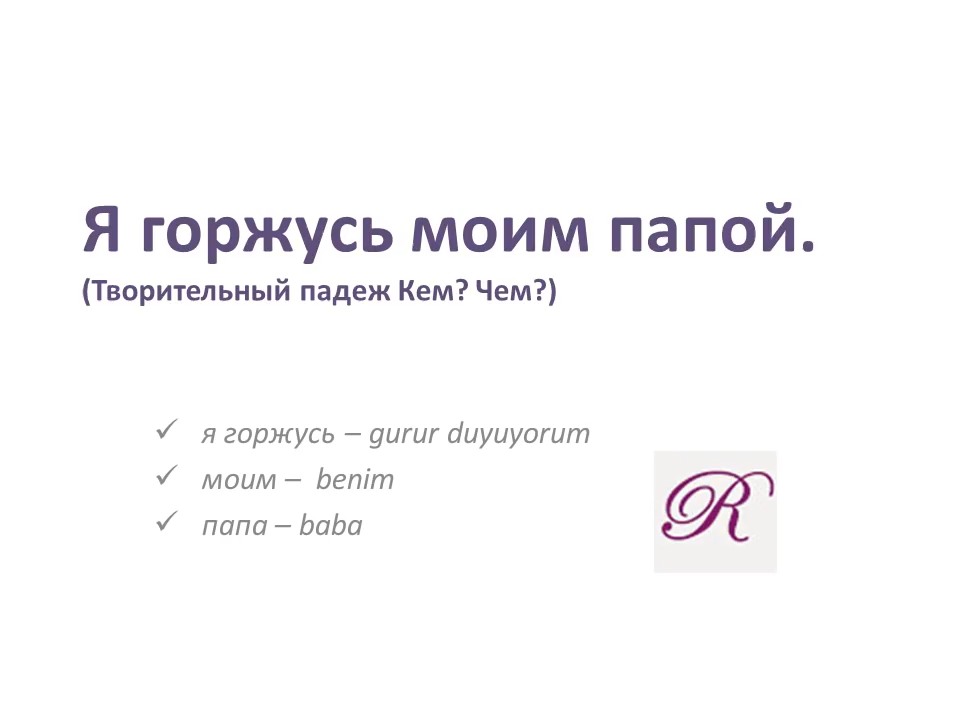 Я горжусь моим папой.
(Творительный падеж Кем? Чем?)
✓ я горжусь – gurur duyuyorum
✓ моим – benim
✓ папа – baba
R